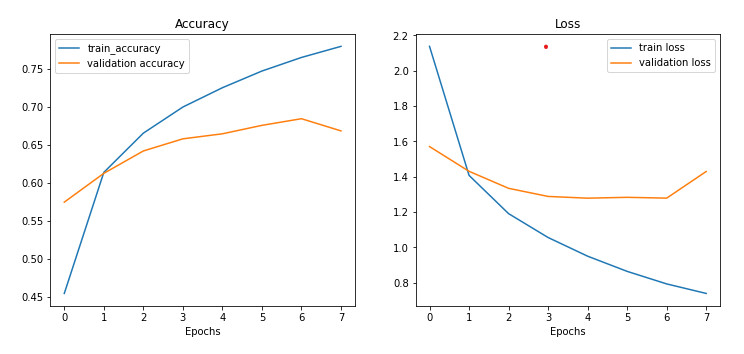 Accuracy
train_accuracy
validation accuracy
0.75
0.70
0.65
0.60
0.55
0.50
0.45
0 1 2 3 4 5 6 7
Epochs
Loss
train loss
validation loss
2.2
2.0
1.8
1.6
1.4
1.2
1.0
0.8
0 1 2 3 4 5 6 7
Epochs